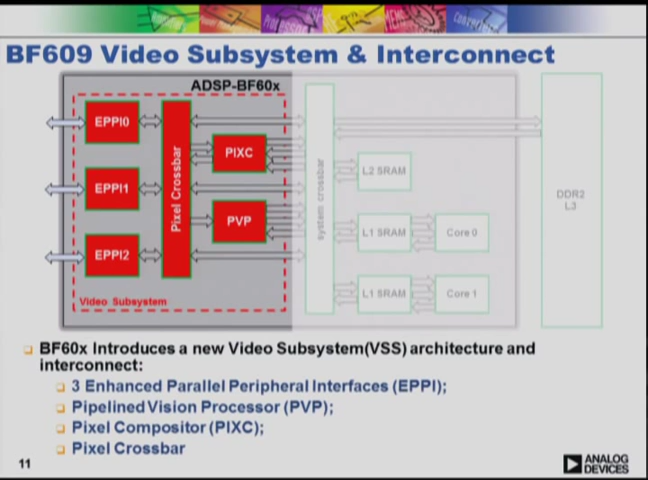 BF609 Video Subsystem & Interconnect
ADSP-BF60x
EPPI0
EPPI1
EPPI2
Pixel Crossbar
PIXC
PVP
Video Subsystem
system crossbar
L2 SRAM
L1 SRAM
Core 0
L1 SRAM
Core 1
DDR2
L3
BF60x Introduces a new Video Subsystem(VSS) architecture and
interconnect:
3 Enhanced Parallel Peripheral Interfaces (EPPI);
Pipelined Vision Processor (PVP);
Pixel Compositor (PIXC);
Pixel Crossbar
11
ANALOG
DEVICES